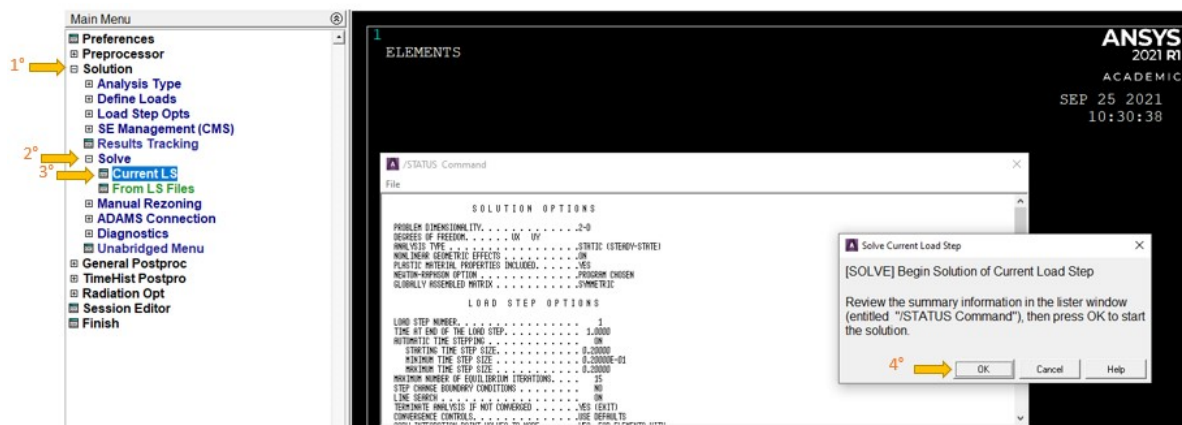 Main Menu
Preferences
Preprocessor
1° Solution
Analysis Type
Define Loads
Load Step Opts
SE Management (CMS)
Results Tracking
2° Solve
3° Current LS
From LS Files
Manual Rezoning
ADAMS Connection
Diagnostics
Unabridged Menu
General Postproc
TimeHist Postpro
Radiation Opt
Session Editor
Finish
1
ELEMENTS
ANSYS
2021 R1
ACADEMIC
SEP 25 2021
10:30:38
/STATUS Command
File
SOLUTION OPTIONS
PROBLEM DIMENSIONALITY. . . . . . . . . . . . .2-D
DEGREES OF FREEDOM. . . . . . UX UY
ANALYSIS TYPE . . . . . . . . . . . . . . . . .STATIC (STEADY-STATE)
NONLINEAR GEOMETRIC EFFECTS . . . . . . . . . .ON
PLASTIC MATERIAL PROPERTIES INCLUDED. . . . . .YES
NEWTON-RAPHSON OPTION . . . . . . . . . . . . .PROGRAM CHOSEN
GLOBALLY ASSEMBLED MATRIX . . . . . . . . . . .SYMMETRIC
LOAD STEP OPTIONS
LOAD STEP NUMBER. . . . . . . . . . . . . . . . 1
TIME AT END OF THE LOAD STEP. . . . . . . . . . 1.0000
AUTOMATIC TIME STEPPING . . . . . . . . . . . . ON
STARTING TIME STEP SIZE. . . . . . . . . . . 0.20000
MINIMUM TIME STEP SIZE . . . . . . . . . . . 0.20000E-01
MAXIMUM TIME STEP SIZE . . . . . . . . . . . 0.20000
MAXIMUM NUMBER OF EQUILIBRIUM ITERATIONS. . . . 15
STEP CHANGE BOUNDARY CONDITIONS . . . . . . . . NO
LINE SEARCH . . . . . . . . . . . . . . . . . . ON
TERMINATE ANALYSIS IF NOT CONVERGED . . . . . .YES (EXIT)
CONVERGENCE CONTROLS. . . . . . . . . . . . . .USE DEFAULTS
Solve Current Load Step
[SOLVE] Begin Solution of Current Load Step
Review the summary information in the lister window
(entitled "/STATUS Command"), then press OK to start
the solution.
4° OK Cancel Help